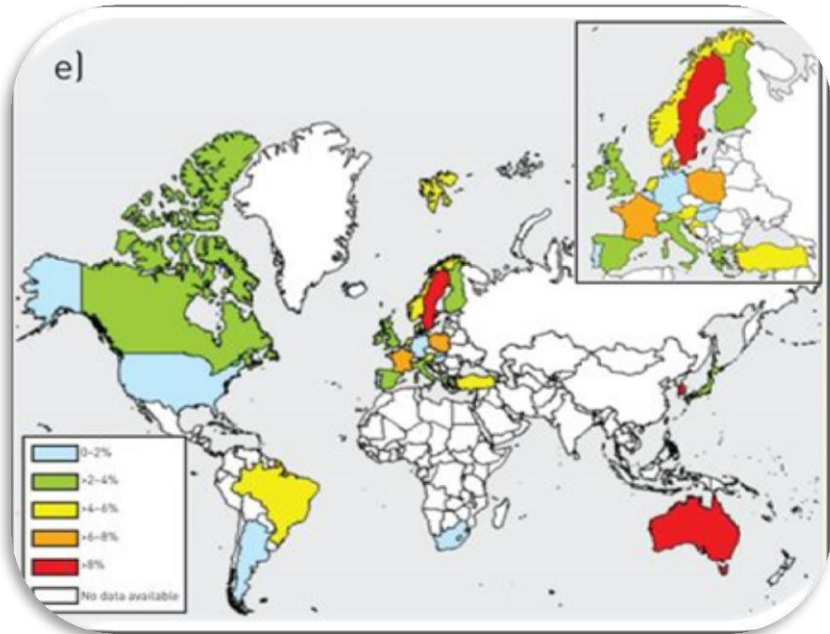 e)
0–2%
>2–4%
>4–6%
>6–8%
>8%
No data available